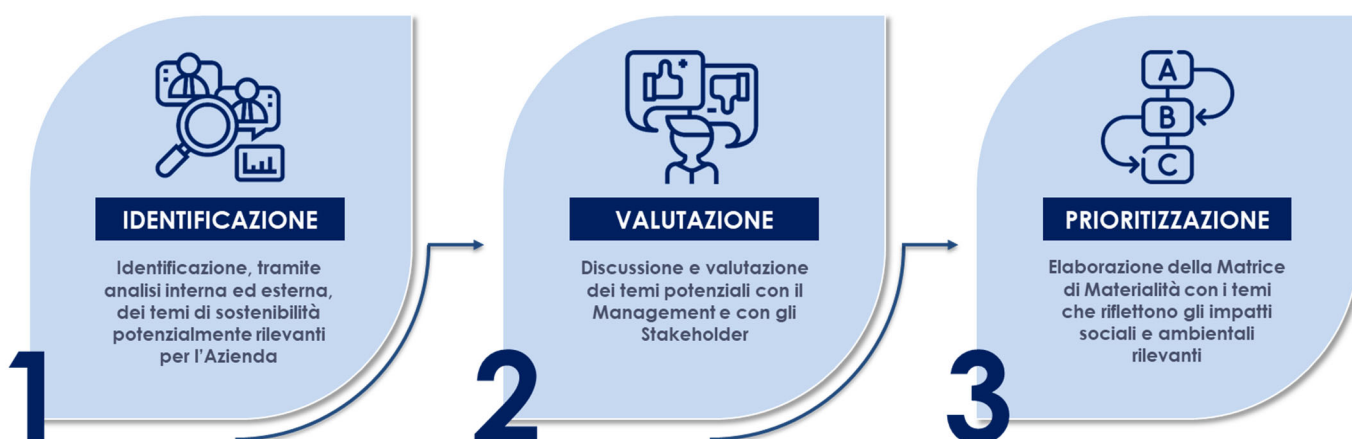 IDENTIFICAZIONE
Identificazione, tramite
analisi interna ed esterna,
dei temi di sostenibilità
potenzialmente rilevanti
per l'Azienda
1
VALUTAZIONE
Discussione e valutazione
dei temi potenziali con il
Management e con gli
Stakeholder
2
A
B
C
PRIORITIZZAZIONE
Elaborazione della Matrice
di Materialità con i temi
che riflettono gli impatti
sociali e ambientali
rilevanti
3